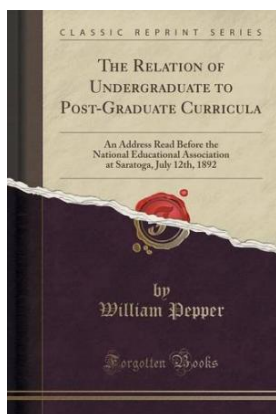 CLASSIC REPRINT SERIES
THE RELATION OF
UNDERGRADUATE TO
POST-GRADUATE CURRICULA
An Address Read Before the
National Educational Association
at Saratoga, July 12th, 1892
by
William Pepper
Forgotten Books